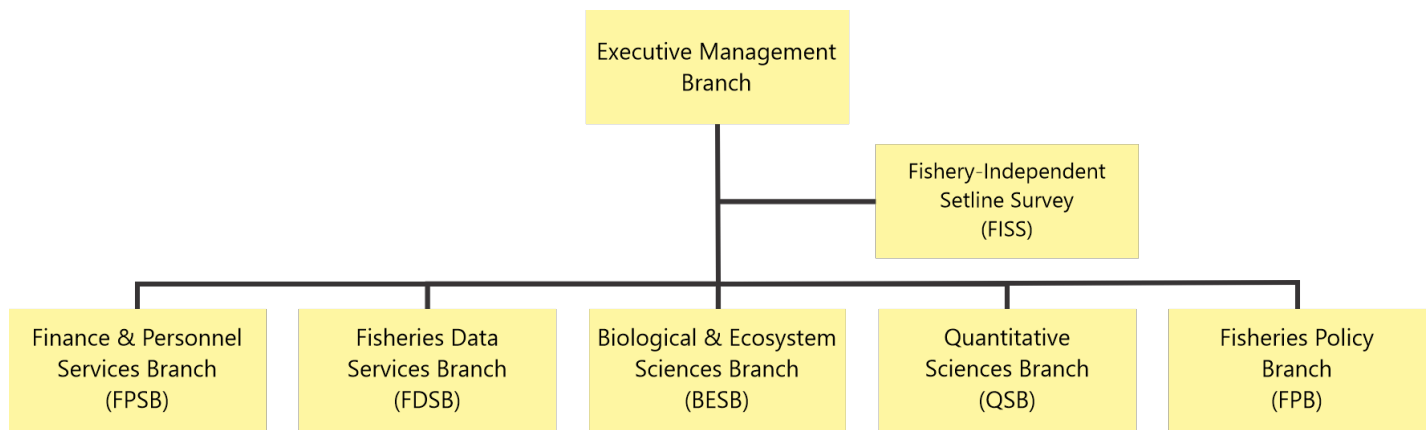 Executive Management
Branch
Fishery-Independent
Setline Survey
(FISS)
Finance & Personnel
Services Branch
(FPSB)
Fisheries Data
Services Branch
(FDSB)
Biological & Ecosystem
Sciences Branch
(BESB)
Quantitative
Sciences Branch
(QSB)
Fisheries Policy
Branch
(FPB)